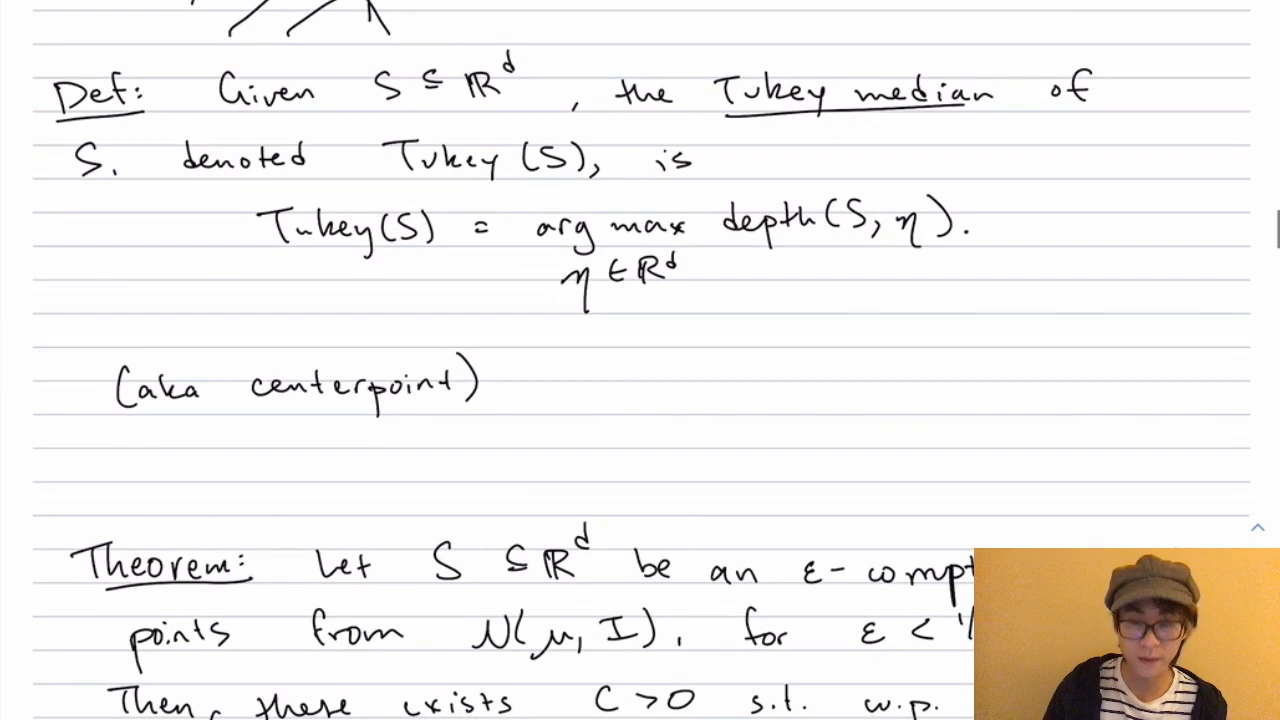 Def: Given S ⊆ ℝ^d, the Tukey median of
S, denoted Tukey(S), is
Tukey(S) = arg max depth(S, η).
η ∈ ℝ^d
(aka centerpoint)
Theorem: Let S ⊆ ℝ^d be an ε-
points from N(μ, I), for ε <
Then, there exists C > 0 s.t. w.p.